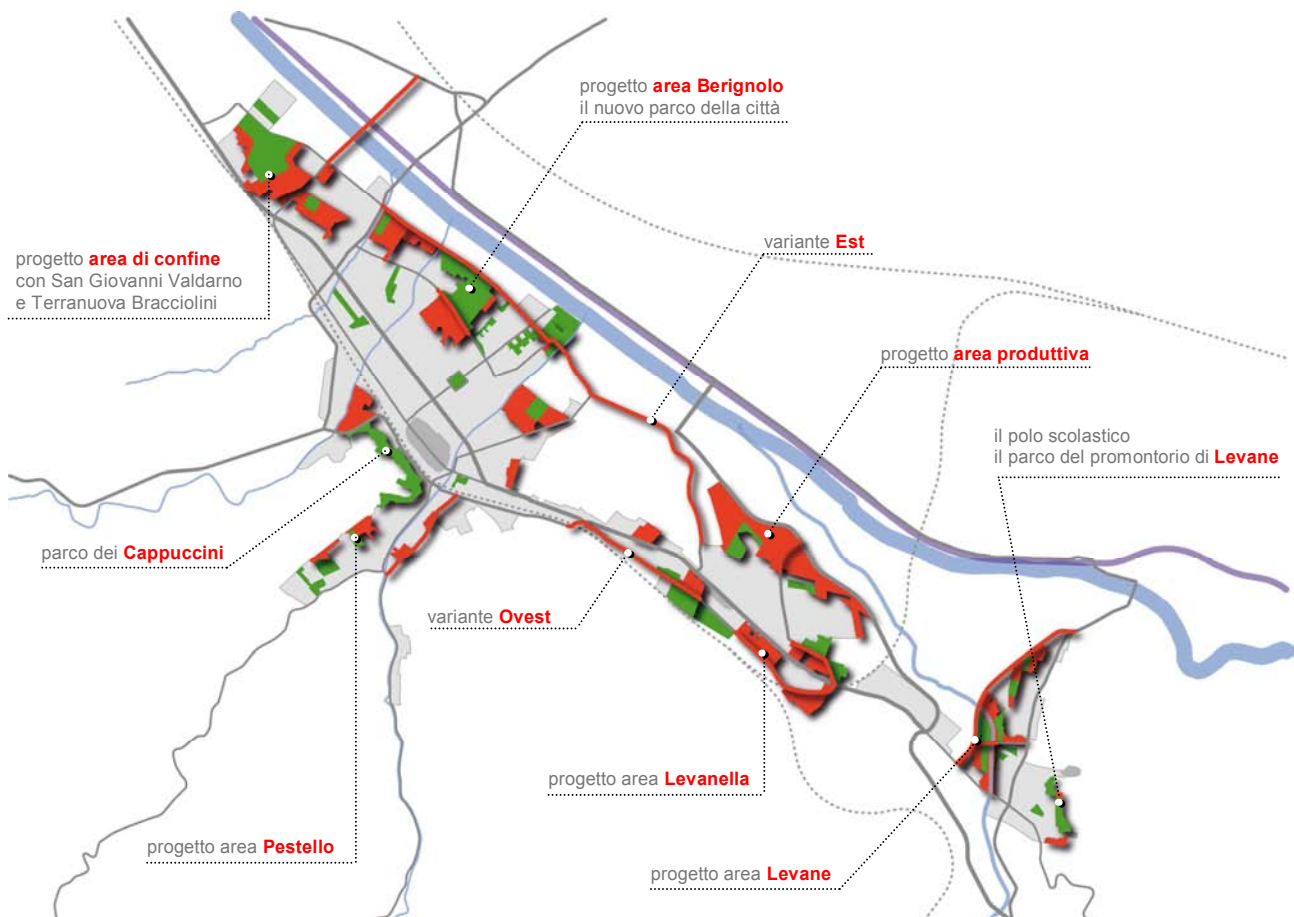 progetto area Berignolo
il nuovo parco della città
variante Est
progetto area di confine
con San Giovanni Valdarno
e Terranuova Bracciolini
progetto area produttiva
il polo scolastico
il parco del promontorio di Levane
parco dei Cappuccini
variante Ovest
progetto area Levanella
progetto area Pestello
progetto area Levane